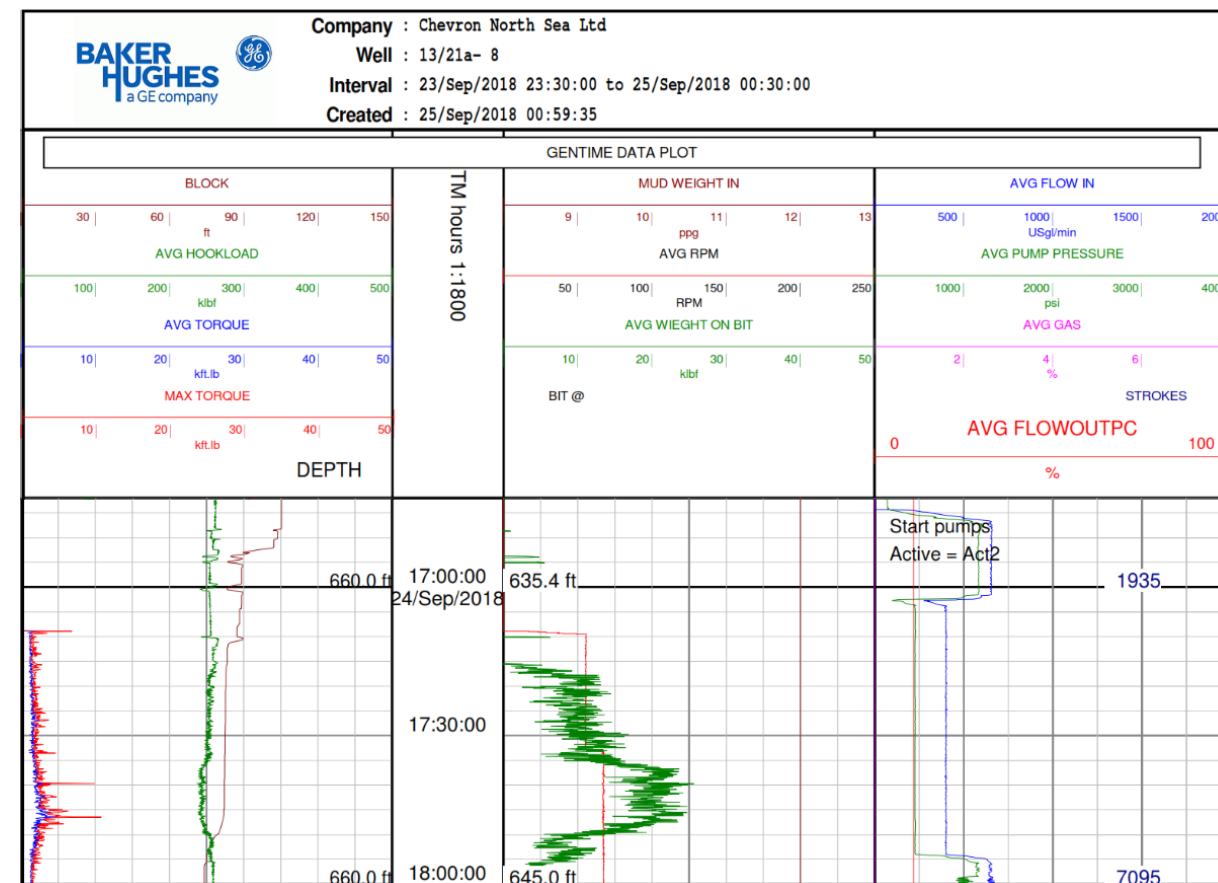 BAKER
HUGHES
a GE company
Company : Chevron North Sea Ltd
Well : 13/21a- 8
Interval : 23/Sep/2018 23:30:00 to 25/Sep/2018 00:30:00
Created : 25/Sep/2018 00:59:35
GENTIME DATA PLOT
BLOCK
30 60 90 120 150
ft
AVG HOOKLOAD
100 200 300 400 500
klbf
AVG TORQUE
10 20 30 40 50
kft.lb
MAX TORQUE
10 20 30 40 50
kft.lb
DEPTH
TM hours 1:1800
MUD WEIGHT IN
9 10 11 12 13
ppg
AVG RPM
50 100 150 200 250
RPM
AVG WIEGHT ON BIT
10 20 30 40
klbf
BIT @
AVG FLOW IN
500 1000 1500 200
USgl/min
AVG PUMP PRESSURE
1000 2000 3000 400
psi
AVG GAS
2 4 6
%
STROKES
AVG FLOWOUTPC
0 100
%
Start pumps
Active = Act2
660.0 ft 17:00:00 635.4 ft 1935
24/Sep/2018
17:30:00
660.0 ft 18:00:00 645.0 ft 7095